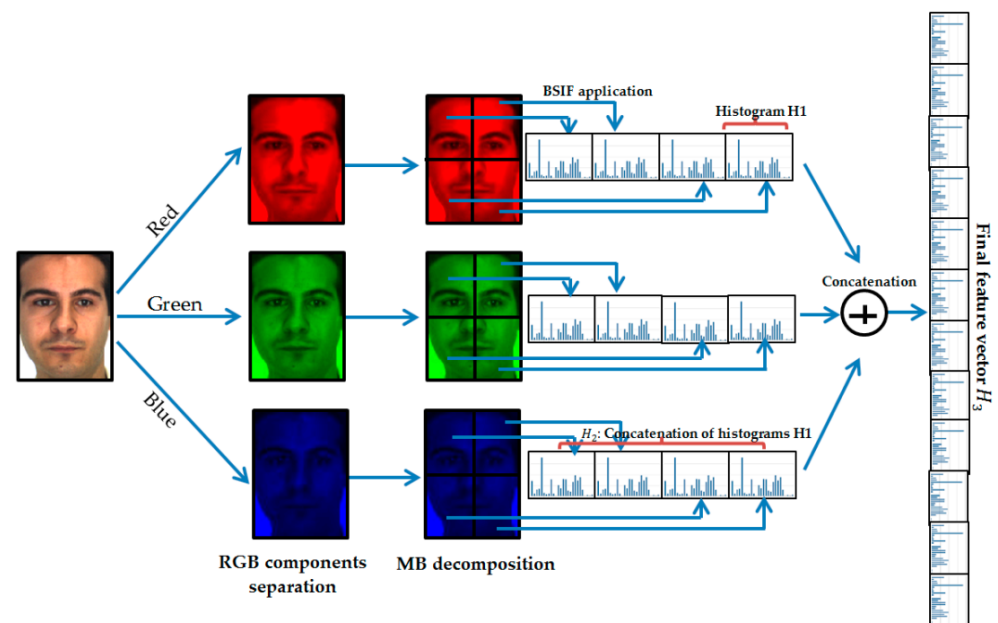 BSIF application
Histogram H1
Red
Green
Blue
Concatenation
H₂: Concatenation of histograms H1
RGB components
separation
MB decomposition
Final feature vector H₃